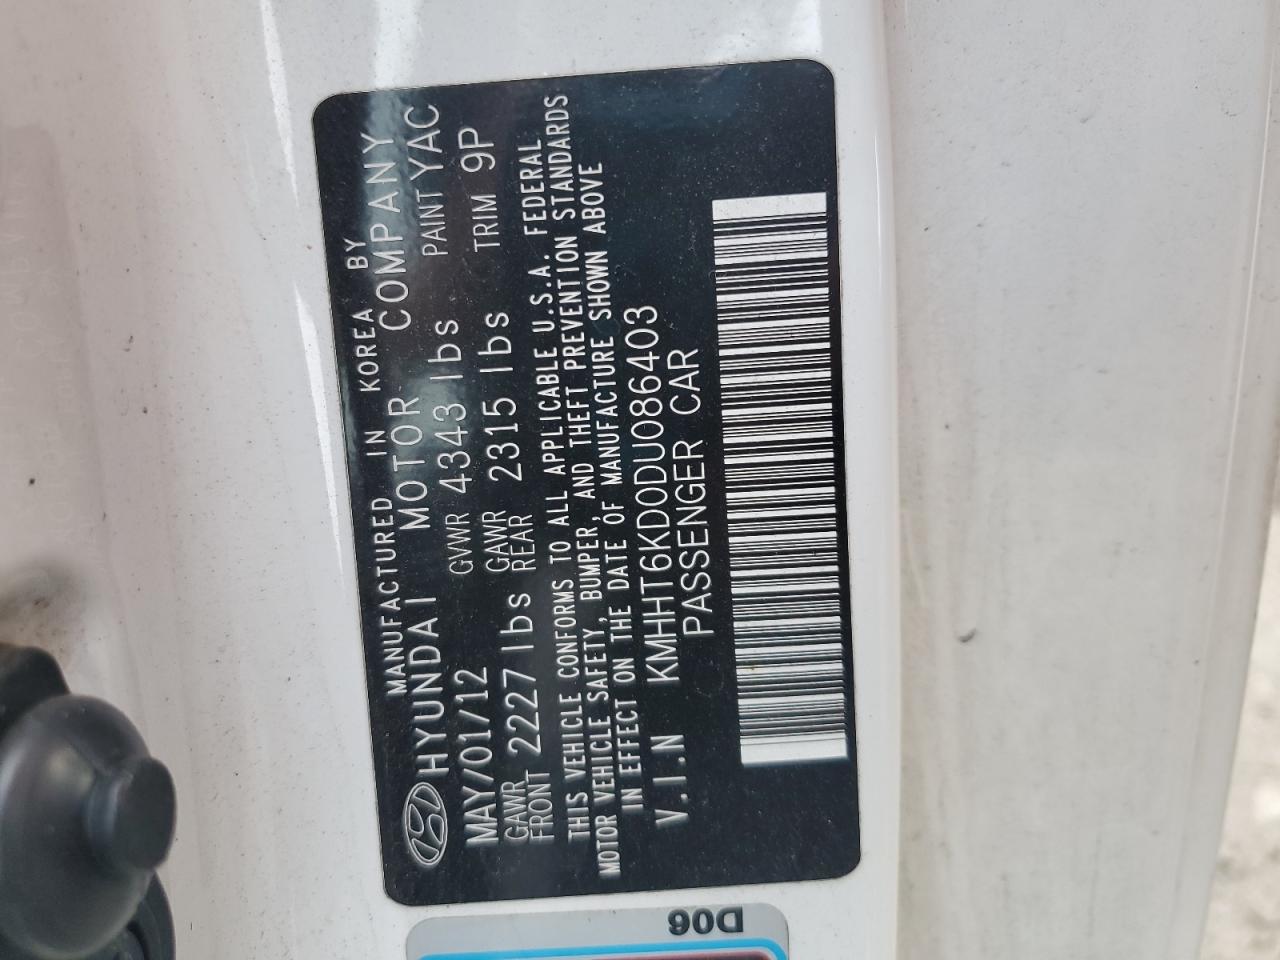 MANUFACTURED IN KOREA BY
HYUNDAI MOTOR COMPANY
MAY/01/12 GVWR 4343 lbs PAINT YAC
GAWR FRONT 2227 lbs GAWR REAR 2315 lbs TRIM 9P
THIS VEHICLE CONFORMS TO ALL APPLICABLE U.S.A. FEDERAL
MOTOR VEHICLE SAFETY, BUMPER, AND THEFT PREVENTION STANDARDS
IN EFFECT ON THE DATE OF MANUFACTURE SHOWN ABOVE
V.I.N KMHHT6KD0DU086403
PASSENGER CAR
D06